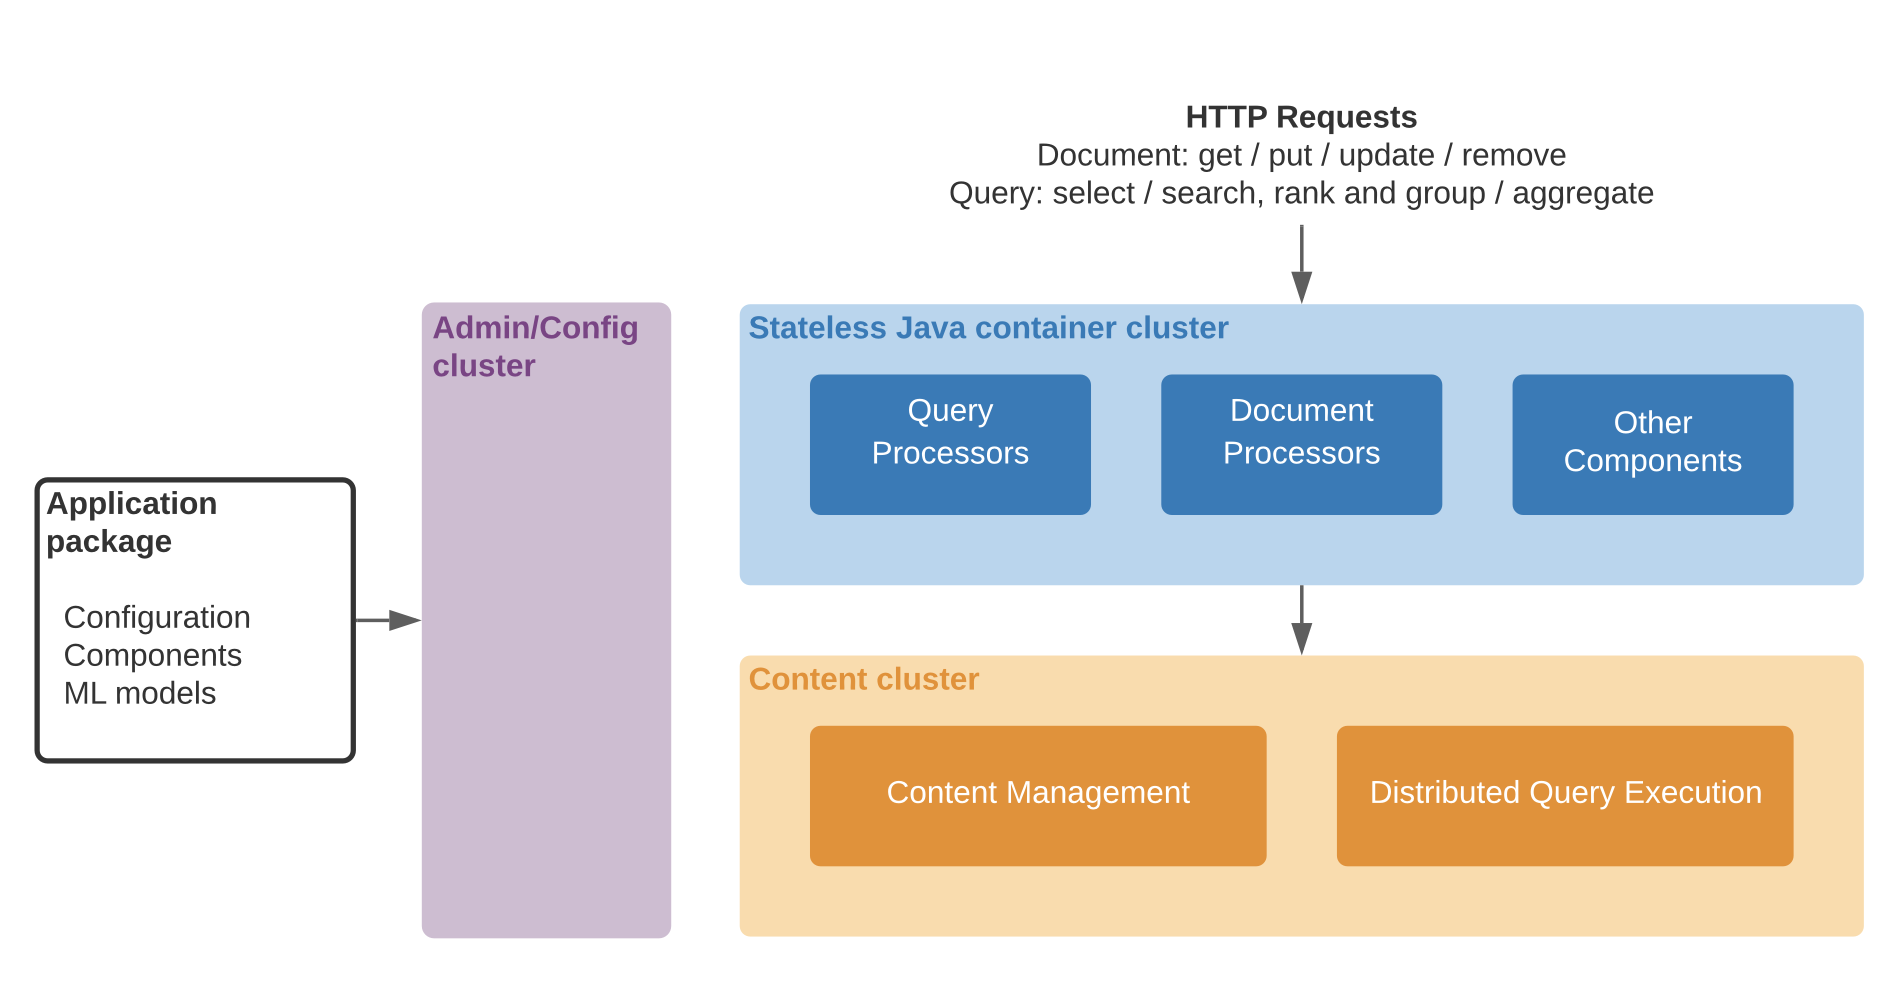 HTTP Requests
Document: get / put / update / remove
Query: select / search, rank and group / aggregate
Application
package
Configuration
Components
ML models
Admin/Config
cluster
Stateless Java container cluster
Query
Processors
Document
Processors
Other
Components
Content cluster
Content Management
Distributed Query Execution